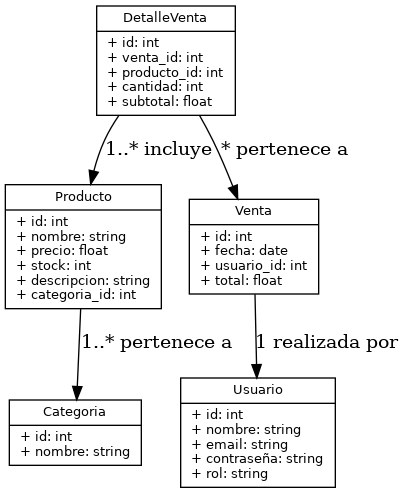 DetalleVenta
+ id: int
+ venta_id: int
+ producto_id: int
+ cantidad: int
+ subtotal: float
1..* incluye
* pertenece a
Producto
+ id: int
+ nombre: string
+ precio: float
+ stock: int
+ descripcion: string
+ categoria_id: int
Venta
+ id: int
+ fecha: date
+ usuario_id: int
+ total: float
1..* pertenece a
1 realizada por
Categoria
+ id: int
+ nombre: string
Usuario
+ id: int
+ nombre: string
+ email: string
+ contraseña: string
+ rol: string